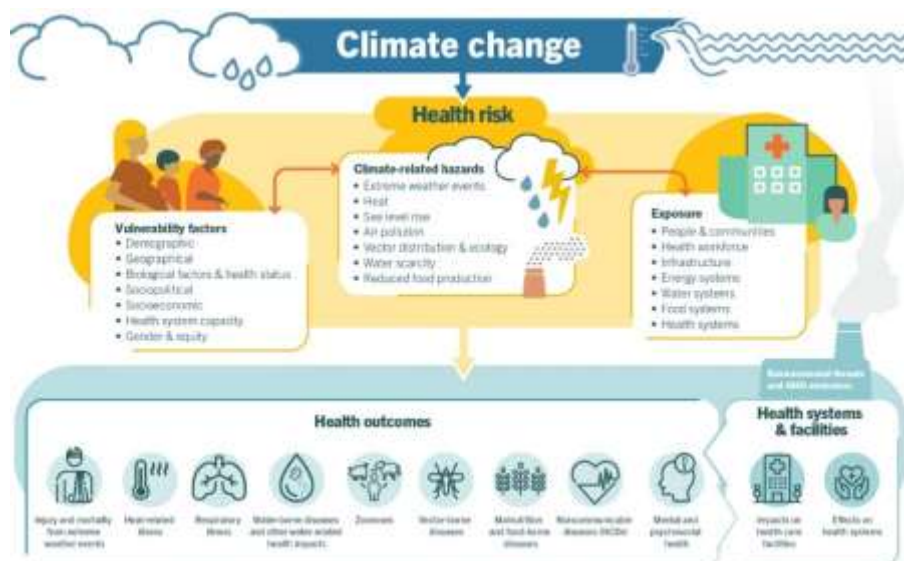 Climate change
Health risk
Climate-related hazards
• Extreme weather events
• Heat
• Sea level rise
• Air pollution
• Vector distribution & ecology
• Water scarcity
• Reduced food production
Vulnerability factors
• Demographic
• Geographical
• Biological factors & health status
• Sociopolitical
• Socioeconomic
• Health system capacity
• Gender & equity
Exposure
• People & communities
• Health workforce
• Infrastructure
• Energy systems
• Water systems
• Food systems
• Health systems
Health outcomes
Injury and mortality
from extreme
weather events
Heat-related
illness
Respiratory
illness
Water-borne diseases
and other water-related
health impacts
Zoonoses
Vector-borne
diseases
Malnutrition
and food-borne
diseases
Noncommunicable
diseases (NCDs)
Mental and
psychosocial
health
Health systems
& facilities
Impacts on
health care
facilities
Effects on
health systems